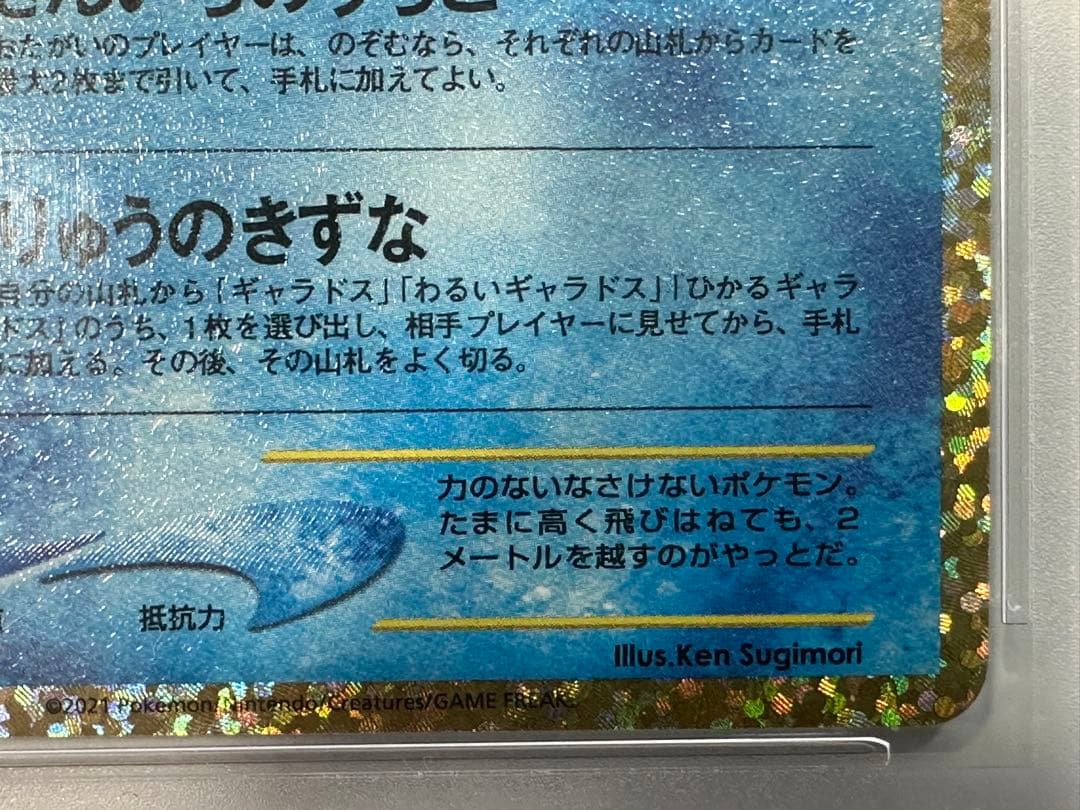 おたがいのプレイヤーは、のぞむなら、それぞれの山札からカードを
最大2枚まで引いて、手札に加えてよい。
りゅうのきずな
自分の山札から「ギャラドス」「わるいギャラドス」「ひかるギャラ
ドス」のうち、1枚を選び出し、相手プレイヤーに見せてから、手札
に加える。その後、その山札をよく切る。
力のないなさけないポケモン。
たまに高く飛びはねても、2
メートルを越すのがやっとだ。
抵抗力
Illus.Ken Sugimori
©2021 Pokémon/Nintendo/Creatures/GAME FREAK.